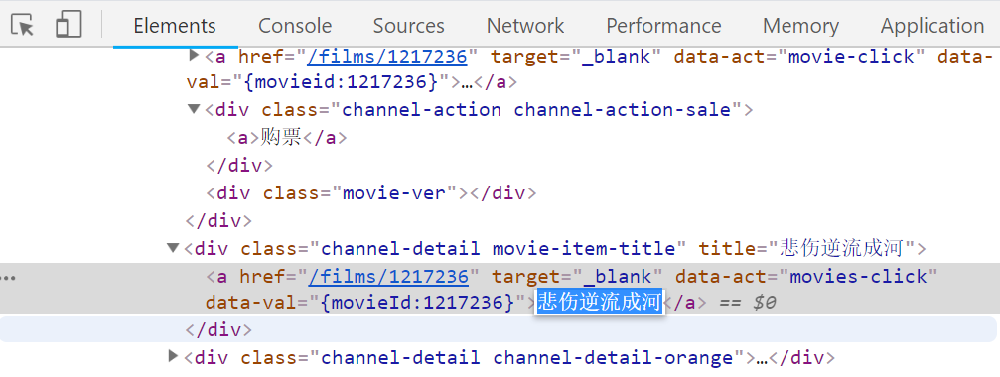 Elements Console Sources Network Performance Memory Application
<a href="/films/1217236" target="_blank" data-act="movie-click" data-
val="{movieid:1217236}">…</a>
<div class="channel-action channel-action-sale">
<a>购票</a>
</div>
<div class="movie-ver"></div>
</div>
<div class="channel-detail movie-item-title" title="悲伤逆流成河">
… <a href="/films/1217236" target="_blank" data-act="movies-click"
data-val="{movieId:1217236}">悲伤逆流成河</a> == $0
</div>
<div class="channel-detail channel-detail-orange">…</div>